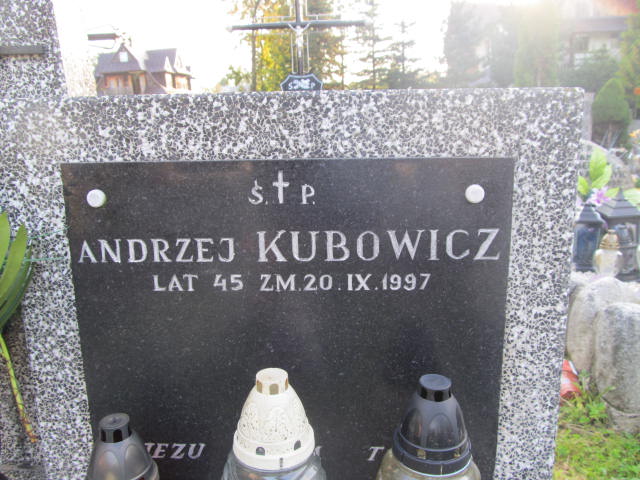 Ś.†P.
ANDRZEJ KUBOWICZ
LAT 45 ZM.20.IX.1997